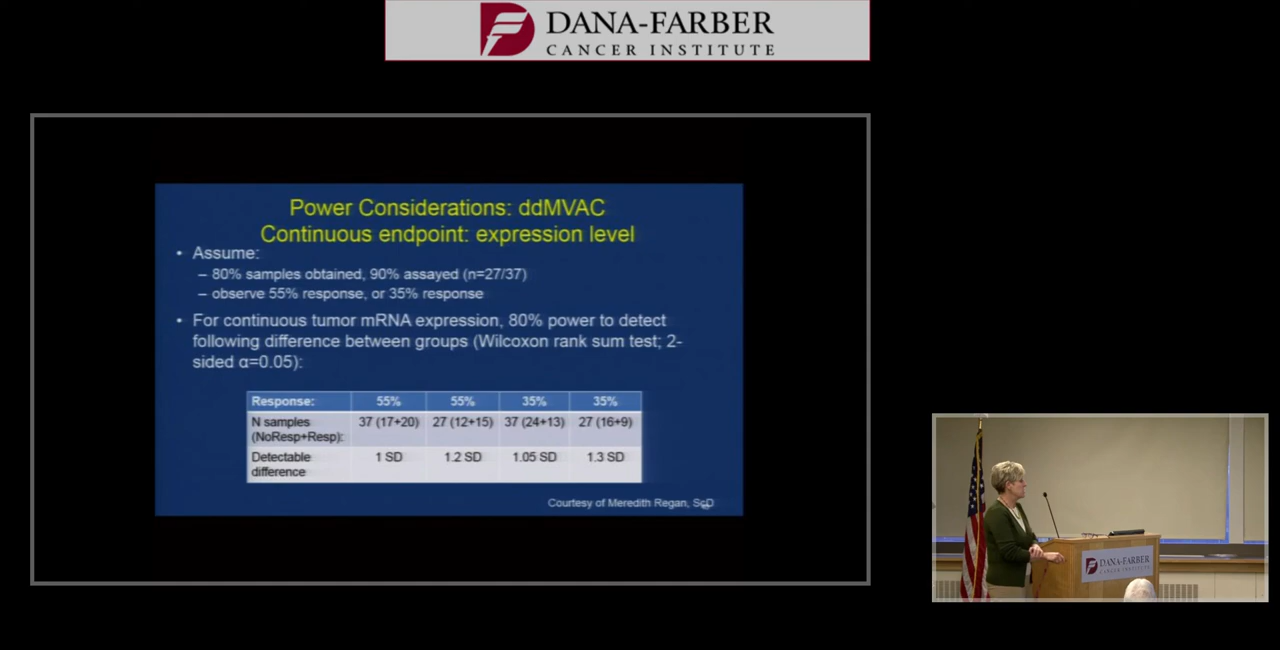 DANA-FARBER
CANCER INSTITUTE
Power Considerations: ddMVAC
Continuous endpoint: expression level
• Assume:
– 80% samples obtained, 90% assayed (n=27/37)
– observe 55% response, or 35% response
• For continuous tumor mRNA expression, 80% power to detect
following difference between groups (Wilcoxon rank sum test; 2-
sided α=0.05):
Response: 55% 55% 35% 35%
N samples 37 (17+20) 27 (12+15) 37 (24+13) 27 (16+9)
(NoResp+Resp):
Detectable 1 SD 1.2 SD 1.05 SD 1.3 SD
difference
Courtesy of Meredith Regan, ScD
DANA-FARBER
CANCER INSTITUTE